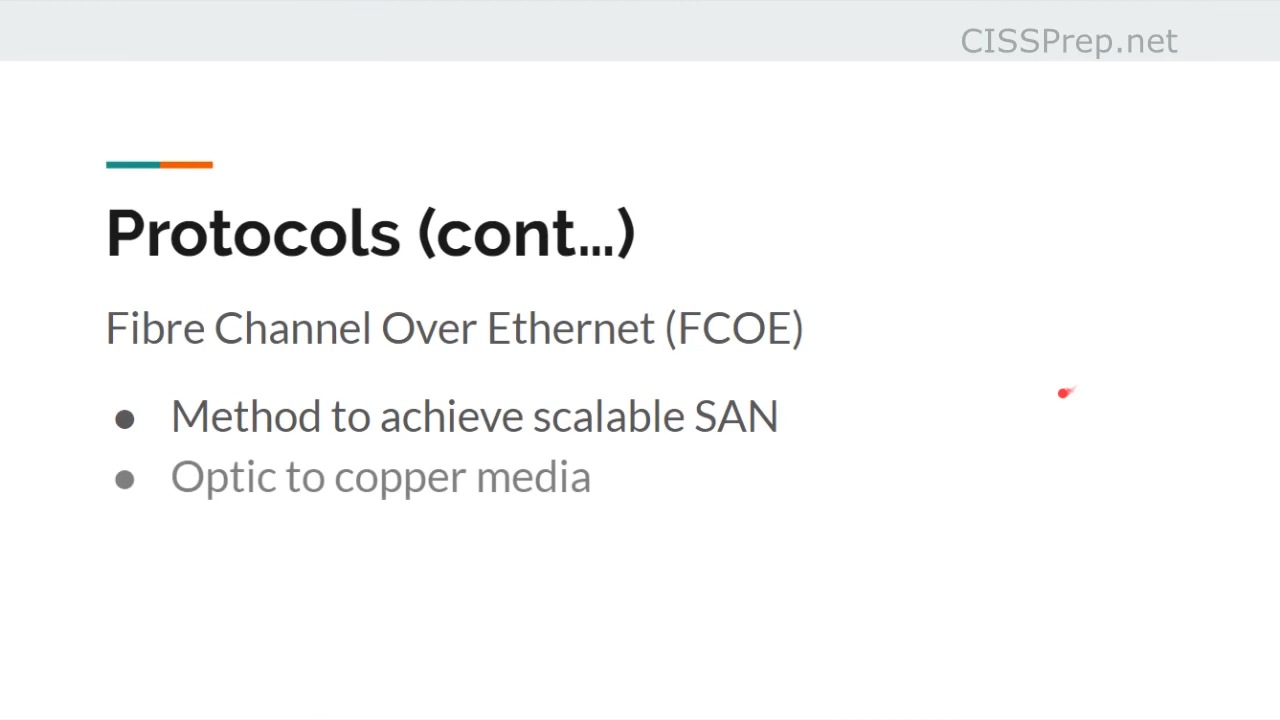 CISSPrep.net
Protocols (cont...)
Fibre Channel Over Ethernet (FCOE)
● Method to achieve scalable SAN
● Optic to copper media